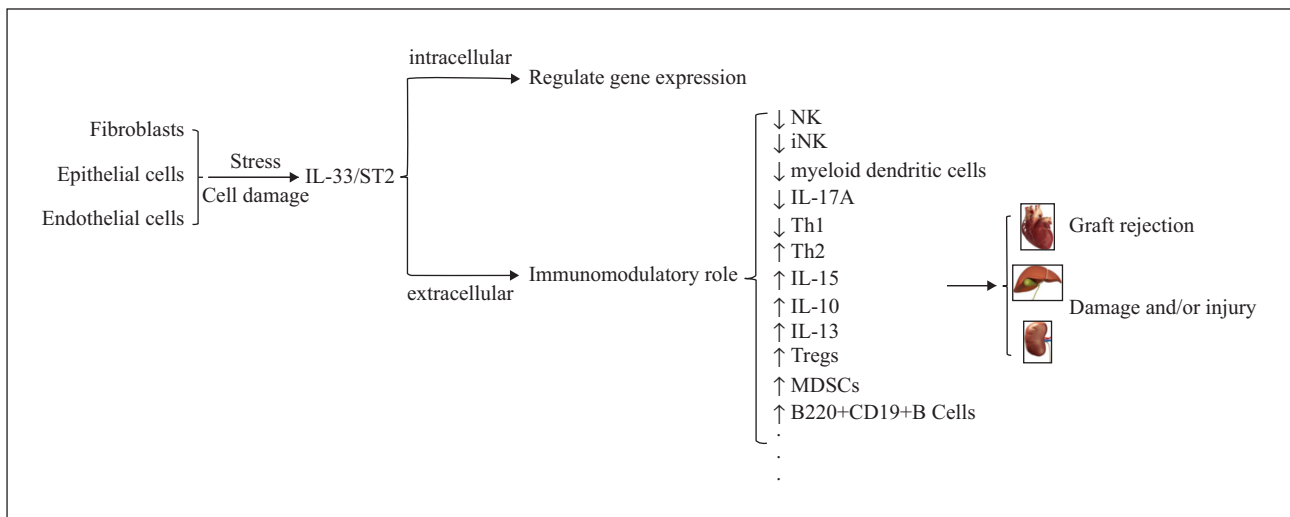 intracellular
Regulate gene expression
Fibroblasts
Epithelial cells
Endothelial cells
Stress
Cell damage
IL-33/ST2
extracellular
Immunomodulatory role
↓ NK
↓ iNK
↓ myeloid dendritic cells
↓ IL-17A
↓ Th1
↑ Th2
↑ IL-15
↑ IL-10
↑ IL-13
↑ Tregs
↑ MDSCs
↑ B220+CD19+B Cells
.
.
.
Graft rejection
Damage and/or injury